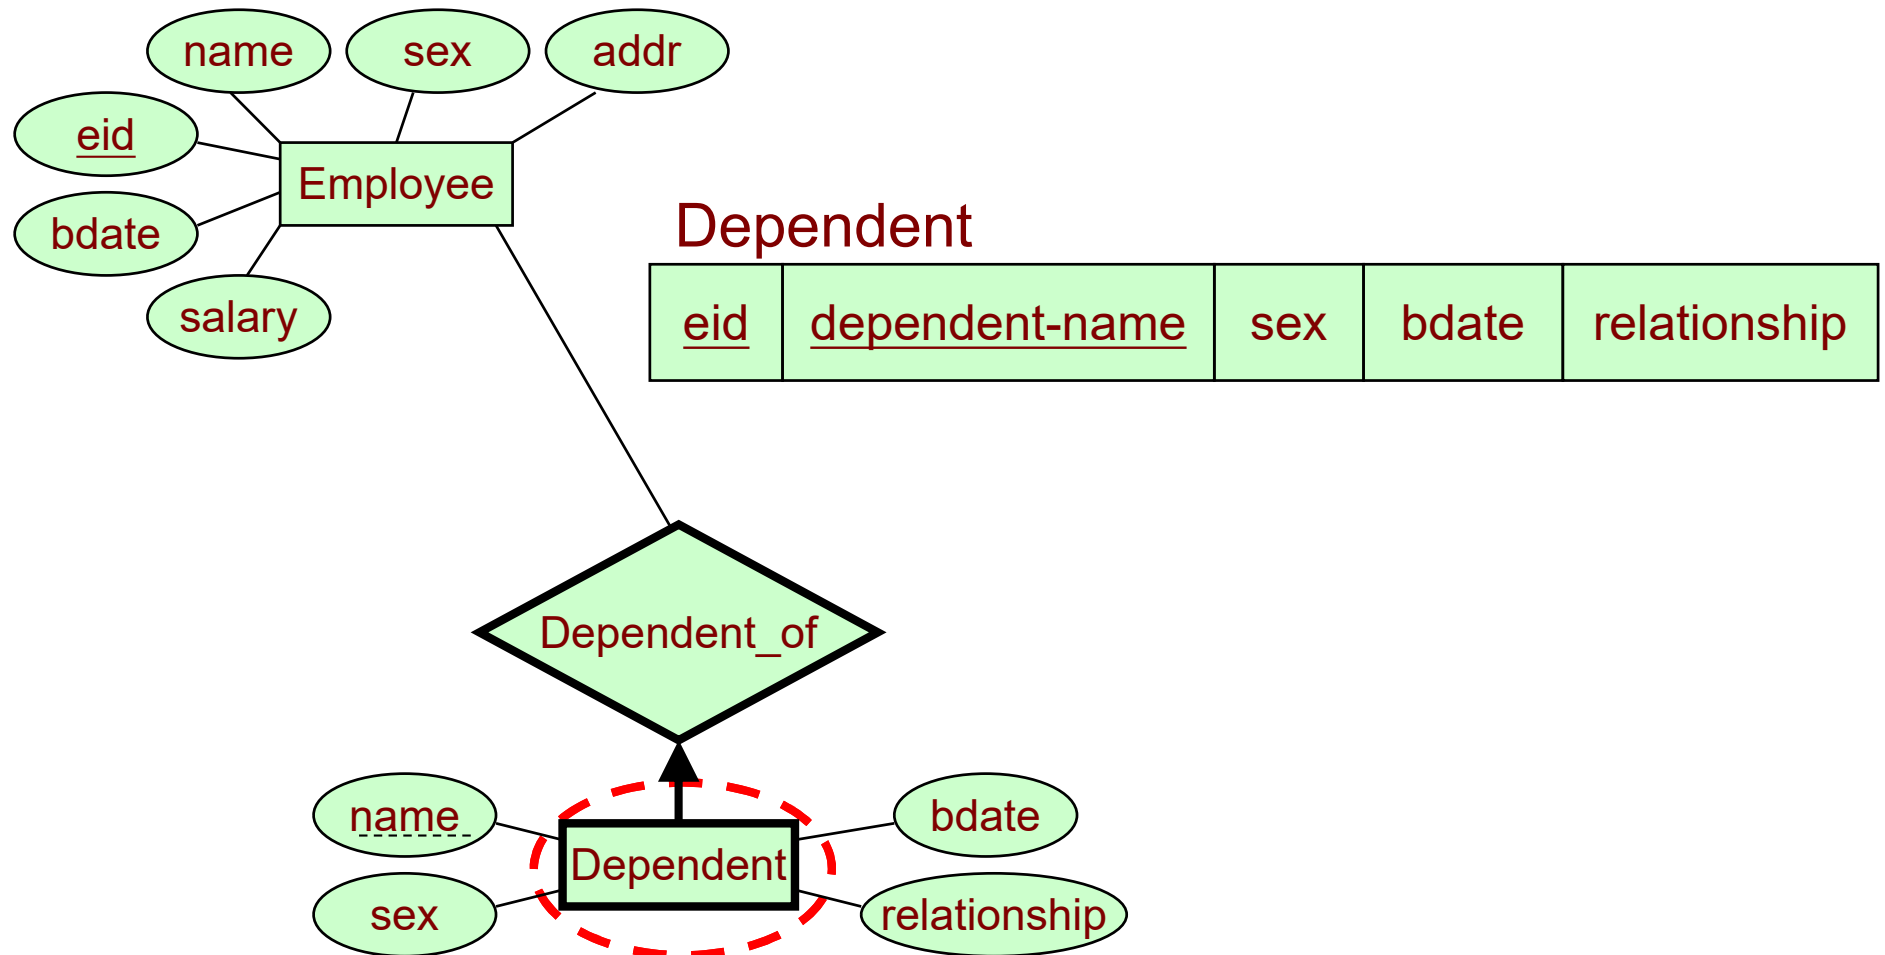 name sex addr
eid
Employee
bdate
salary
Dependent
eid dependent-name sex bdate relationship
Dependent_of
name bdate
Dependent
sex relationship